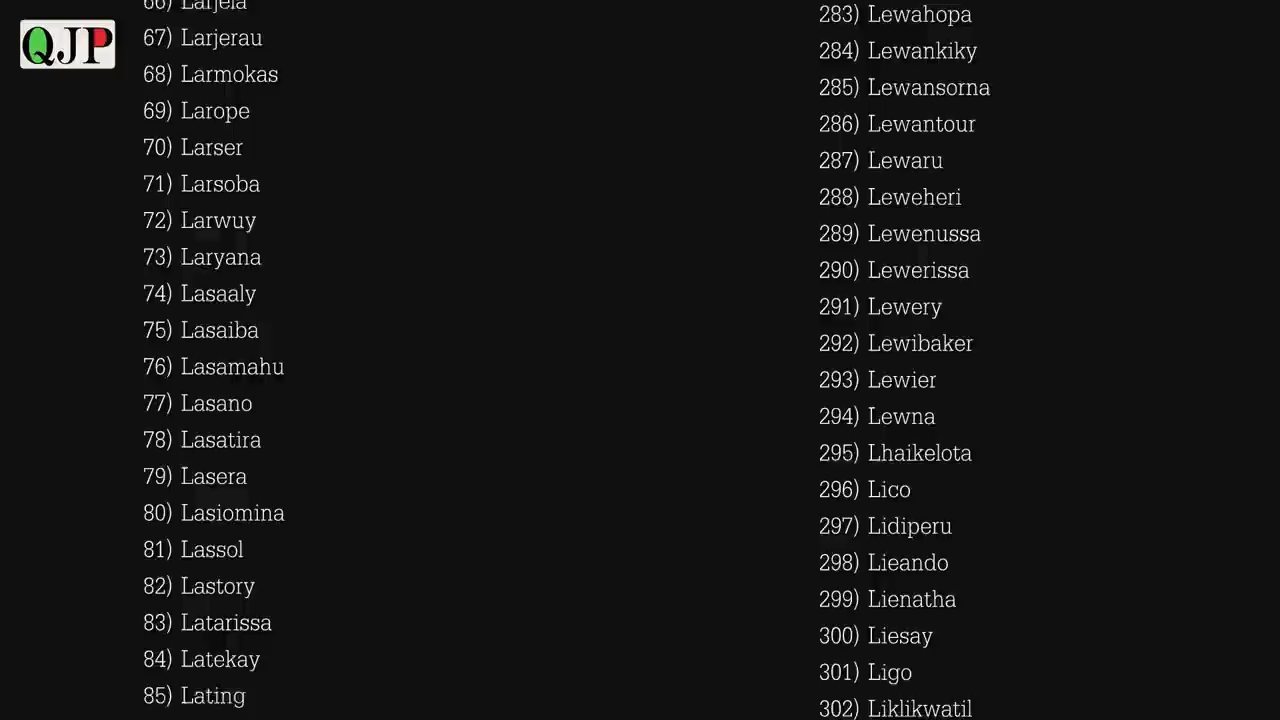 QJP
66) Larjela
67) Larjerau
68) Larmokas
69) Larope
70) Larser
71) Larsoba
72) Larwuy
73) Laryana
74) Lasaaly
75) Lasaiba
76) Lasamahu
77) Lasano
78) Lasatira
79) Lasera
80) Lasiomina
81) Lassol
82) Lastory
83) Latarissa
84) Latekay
85) Lating
283) Lewahopa
284) Lewankiky
285) Lewansorna
286) Lewantour
287) Lewaru
288) Leweheri
289) Lewenussa
290) Lewerissa
291) Lewery
292) Lewibaker
293) Lewier
294) Lewna
295) Lhaikelota
296) Lico
297) Lidiperu
298) Lieando
299) Lienatha
300) Liesay
301) Ligo
302) Liklikwatil